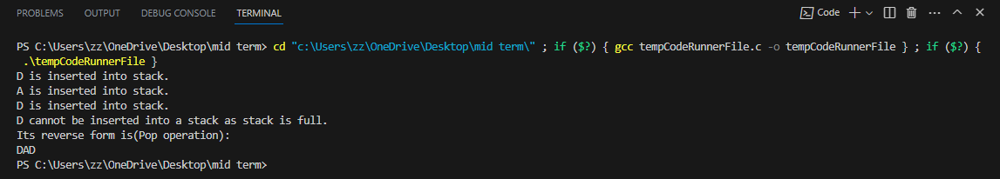 PROBLEMS OUTPUT DEBUG CONSOLE TERMINAL Code
PS C:\Users\zz\OneDrive\Desktop\mid term> cd "c:\Users\zz\OneDrive\Desktop\mid term\" ; if ($?) { gcc tempCodeRunnerFile.c -o tempCodeRunnerFile } ; if ($?) {
.\tempCodeRunnerFile }
D is inserted into stack.
A is inserted into stack.
D is inserted into stack.
D cannot be inserted into a stack as stack is full.
Its reverse form is(Pop operation):
DAD
PS C:\Users\zz\OneDrive\Desktop\mid term>